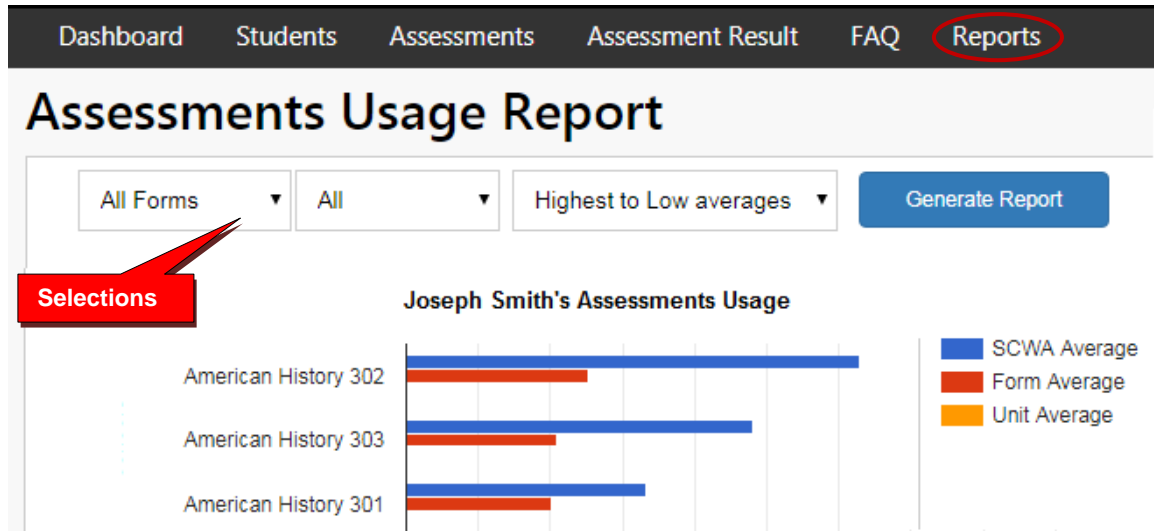 Dashboard Students Assessments Assessment Result FAQ Reports
Assessments Usage Report
All Forms All Highest to Low averages Generate Report
Selections
Joseph Smith's Assessments Usage
SCWA Average
Form Average
Unit Average
American History 302
American History 303
American History 301